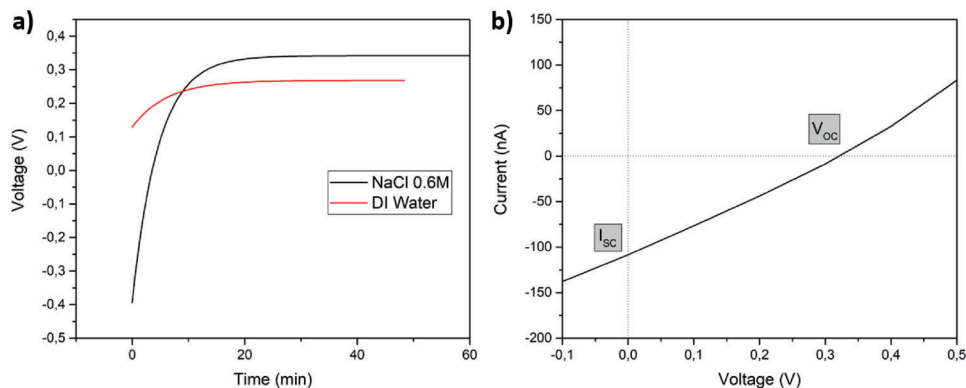 a)
0,4
0,3
0,2
0,1
0,0
-0,1
-0,2
-0,3
-0,4
-0,5
Voltage (V)
NaCl 0.6M
DI Water
0
20
40
60
Time (min)
b)
150
100
50
0
-50
-100
-150
-200
Current (nA)
V_OC
I_SC
-0,1
0,0
0,1
0,2
0,3
0,4
0,5
Voltage (V)